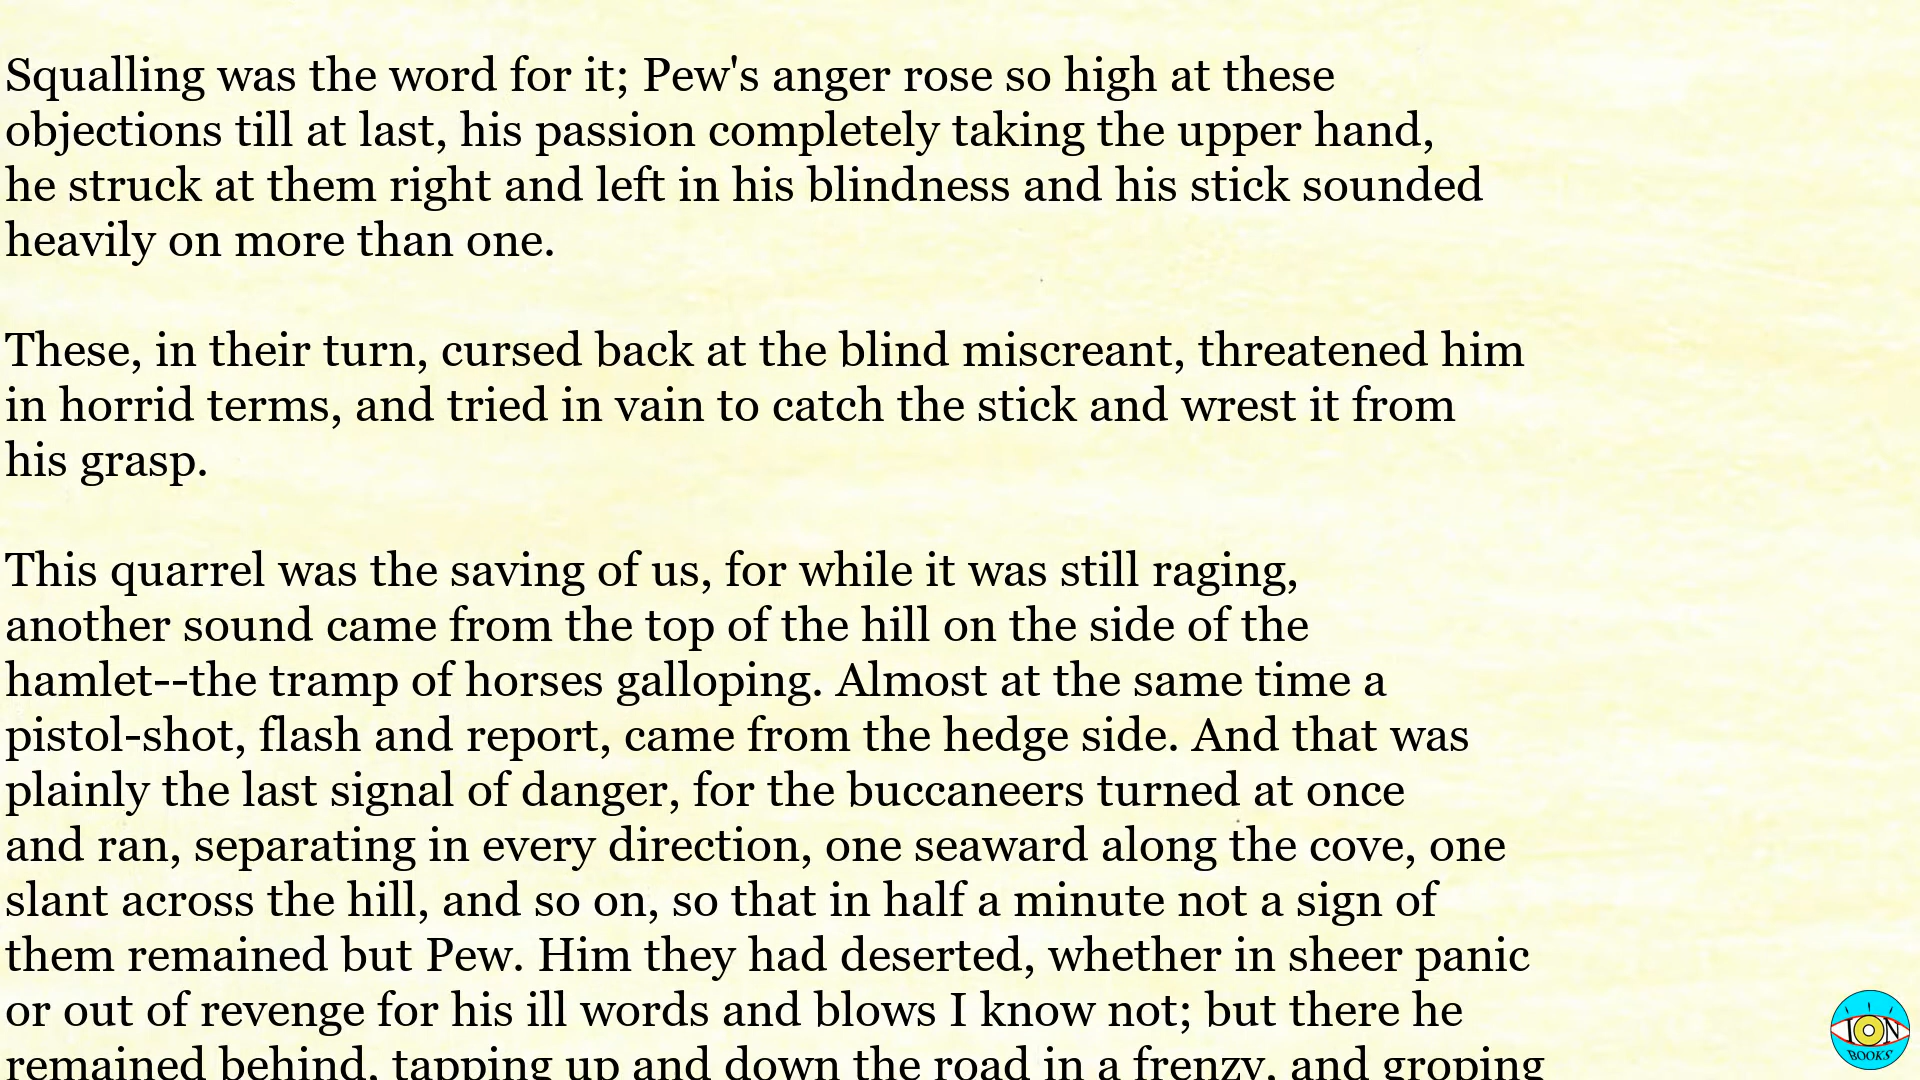 Squalling was the word for it; Pew's anger rose so high at these
objections till at last, his passion completely taking the upper hand,
he struck at them right and left in his blindness and his stick sounded
heavily on more than one.
These, in their turn, cursed back at the blind miscreant, threatened him
in horrid terms, and tried in vain to catch the stick and wrest it from
his grasp.
This quarrel was the saving of us, for while it was still raging,
another sound came from the top of the hill on the side of the
hamlet--the tramp of horses galloping. Almost at the same time a
pistol-shot, flash and report, came from the hedge side. And that was
plainly the last signal of danger, for the buccaneers turned at once
and ran, separating in every direction, one seaward along the cove, one
slant across the hill, and so on, so that in half a minute not a sign of
them remained but Pew. Him they had deserted, whether in sheer panic
or out of revenge for his ill words and blows I know not; but there he
remained behind, tapping up and down the road in a frenzy, and groping
ION
BOOKS